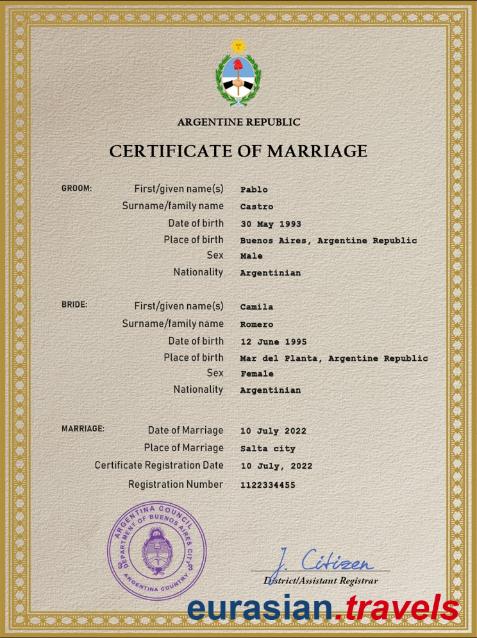 ARGENTINE REPUBLIC
CERTIFICATE OF MARRIAGE
GROOM: First/given name(s) Pablo
Surname/family name Castro
Date of birth 30 May 1993
Place of birth Buenos Aires, Argentine Republic
Sex Male
Nationality Argentinian
BRIDE: First/given name(s) Camila
Surname/family name Romero
Date of birth 12 June 1995
Place of birth Mar del Planta, Argentine Republic
Sex Female
Nationality Argentinian
MARRIAGE: Date of Marriage 10 July 2022
Place of Marriage Salta city
Certificate Registration Date 10 July, 2022
Registration Number 1122334455
ARGENTINA COUNCIL
DEPARTMENT OF BUENOS AIRES CITY
ARGENTINA COUNTRY
J. Citizen
District/Assistant Registrar
eurasian.travels